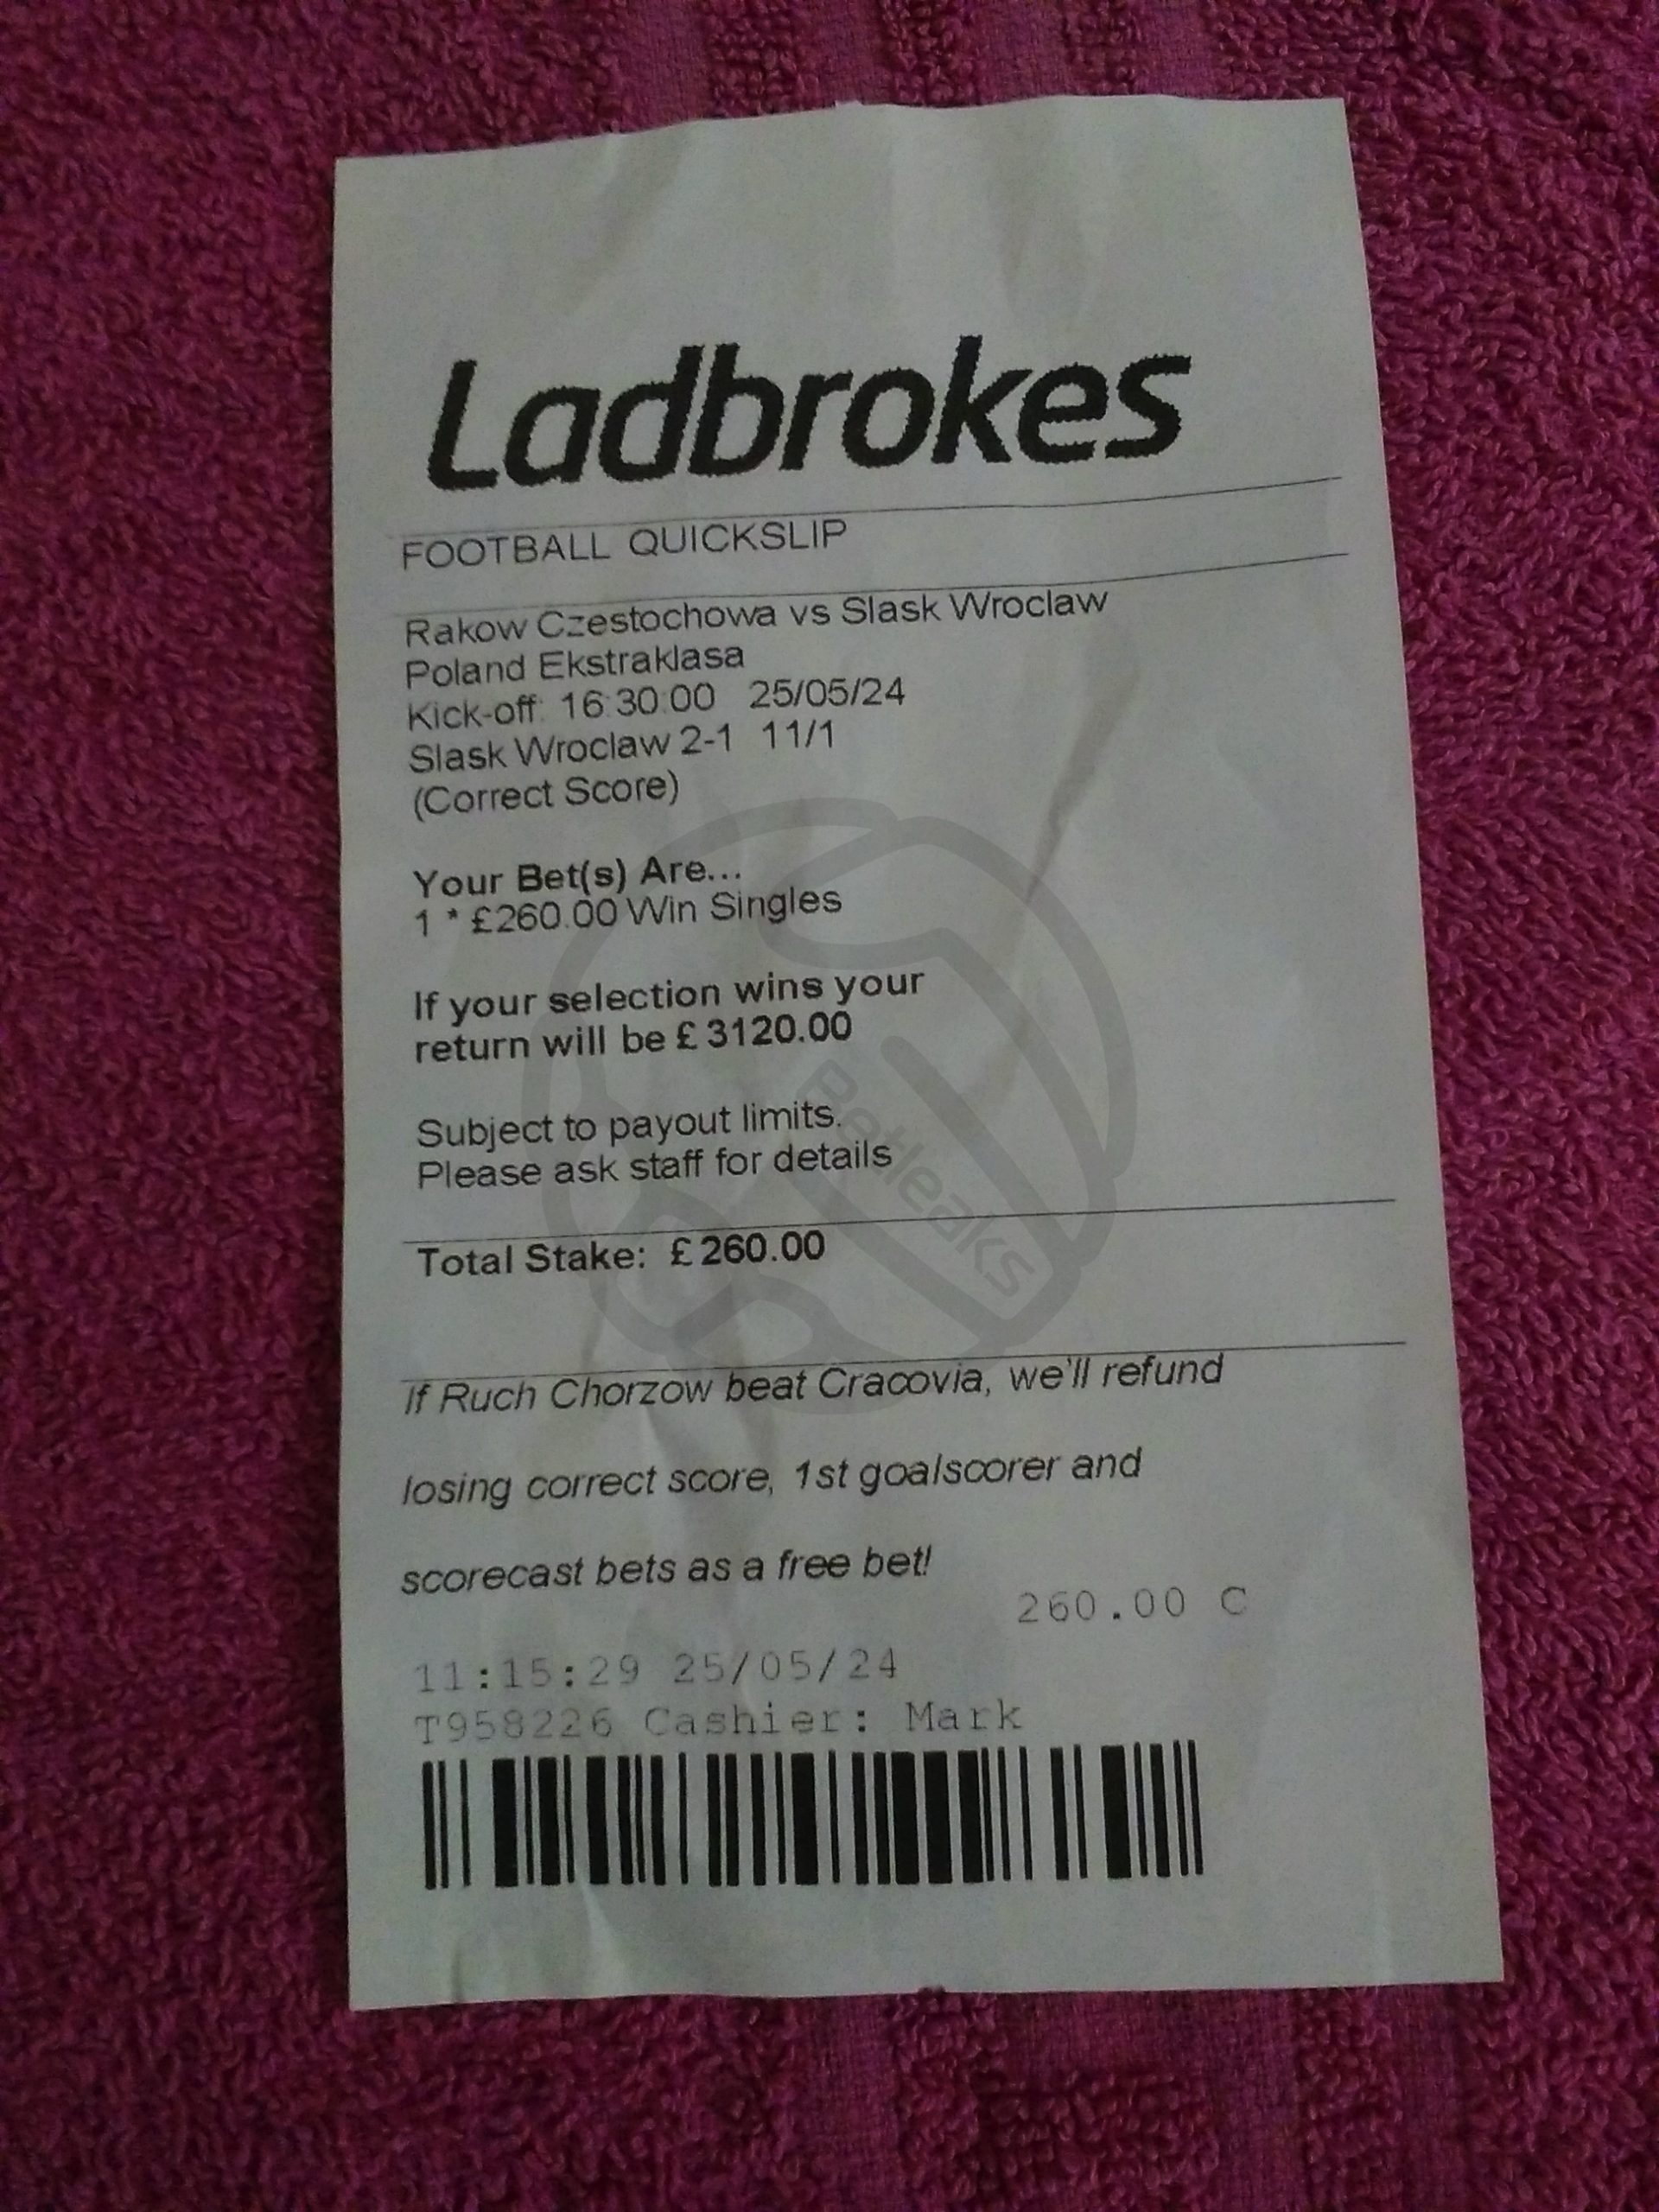 Ladbrokes
FOOTBALL QUICKSLIP
Rakow Czestochowa vs Slask Wroclaw
Poland Ekstraklasa
Kick-off: 16:30:00 25/05/24
Slask Wroclaw 2-1 11/1
(Correct Score)
Your Bet(s) Are...
1 * £260.00 Win Singles
If your selection wins your
return will be £ 3120.00
Subject to payout limits.
Please ask staff for details
Betleaks
Total Stake: £260.00
If Ruch Chorzow beat Cracovia, we'll refund
losing correct score, 1st goalscorer and
scorecast bets as a free bet!
260.00 C
11:15:29 25/05/24
T958226 Cashier: Mark